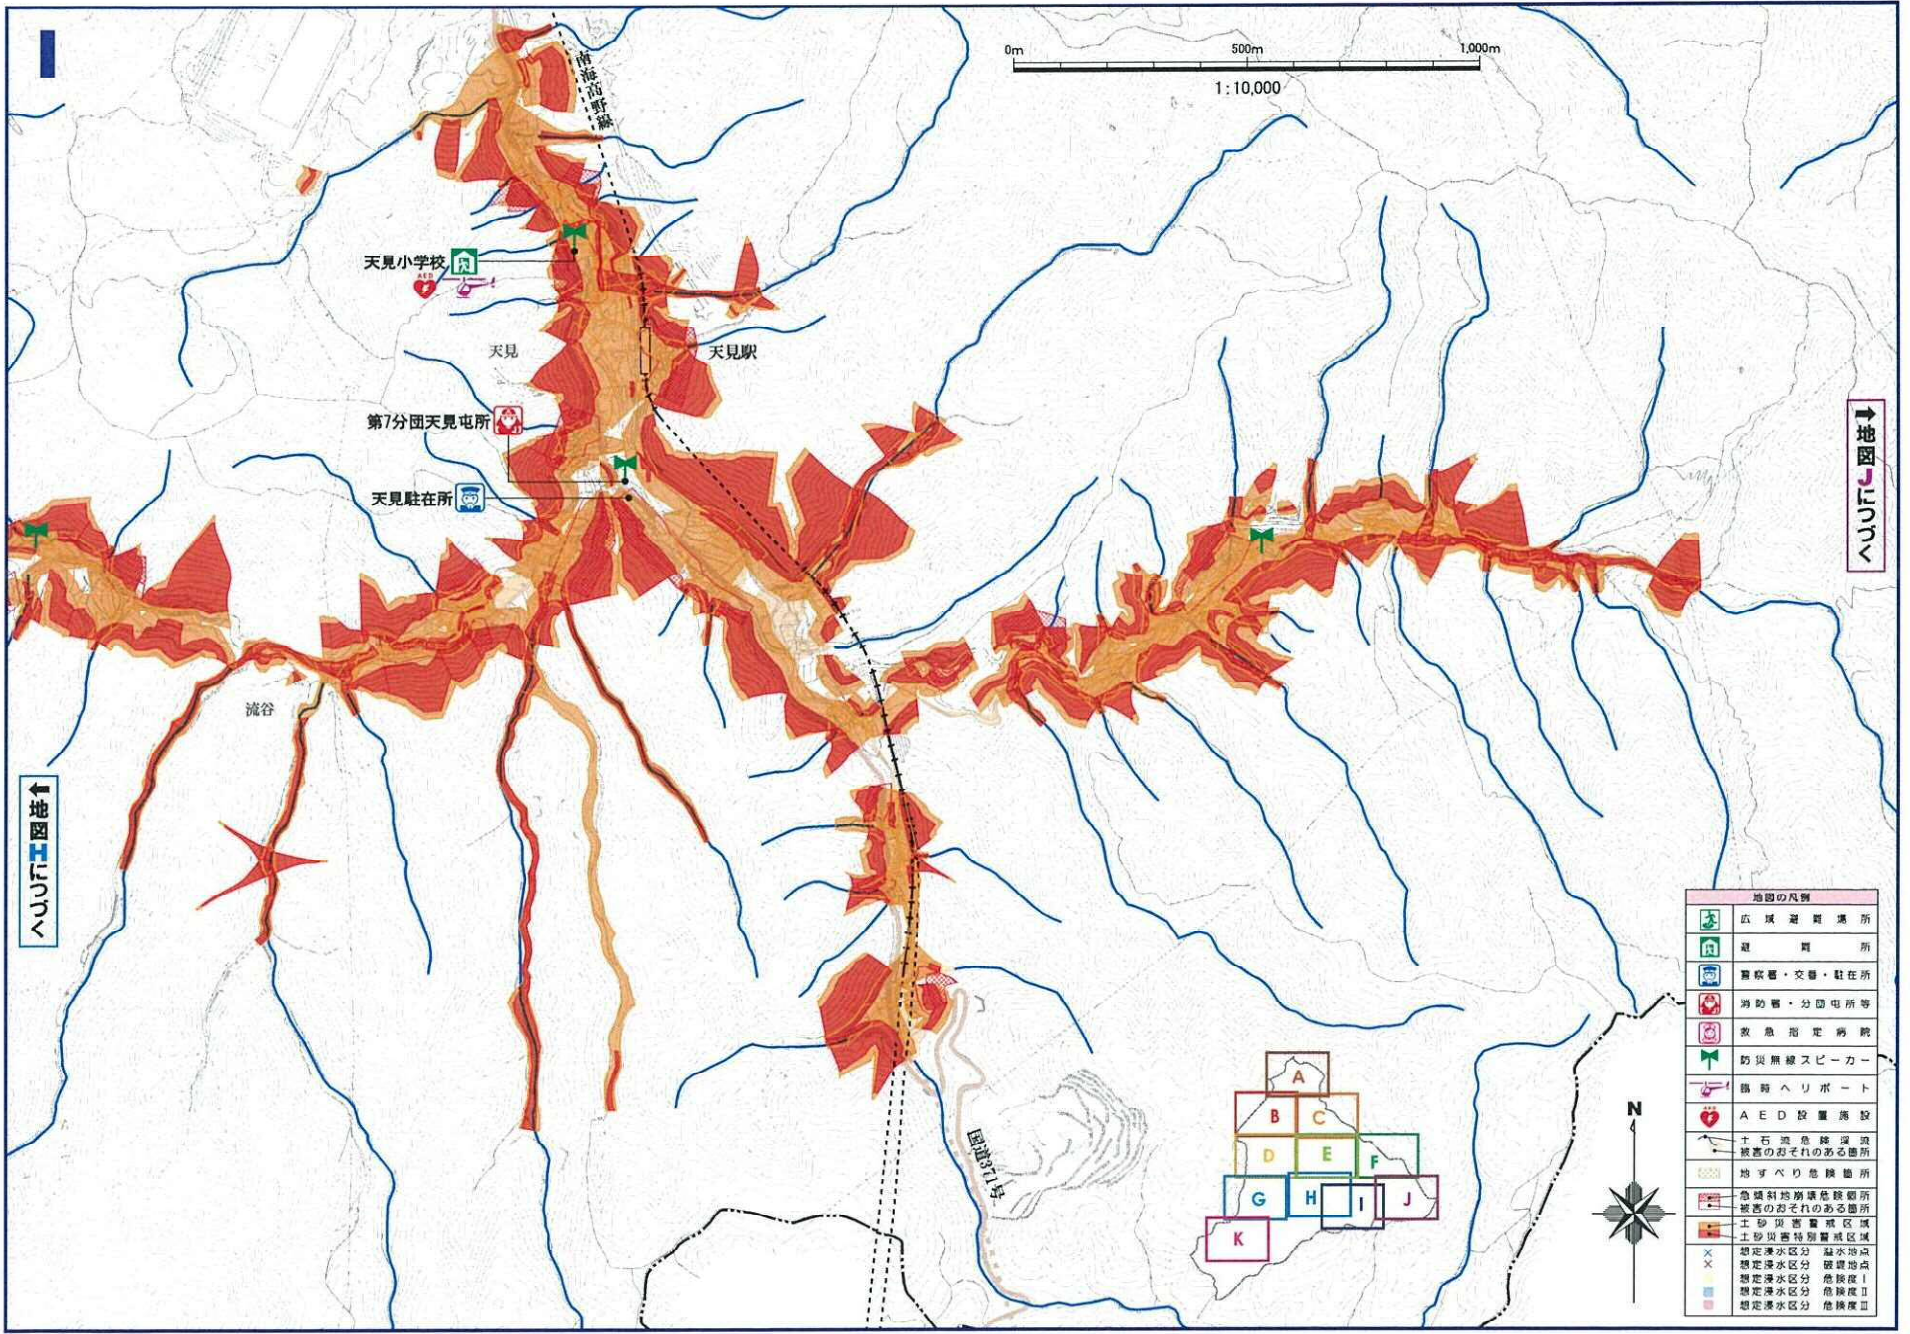 I
南海高野線
0m 500m 1,000m
1:10,000
天見小学校
AED
天見
天見駅
第7分団天見屯所
天見駐在所
↑地図Jにつづく
流谷
↑地図Hにつづく
国道371号
A
B
C
D
E
F
G
H
I
J
K
N
地図の凡例
広域避難場所
避難所
警察署・交番・駐在所
消防署・分団屯所等
救急指定病院
防災無線スピーカー
臨時ヘリポート
AED設置施設
土石流危険渓流
被害のおそれのある箇所
地すべり危険箇所
急傾斜地崩壊危険箇所
被害のおそれのある箇所
土砂災害警戒区域
土砂災害特別警戒区域
想定浸水区分 溢水地点
想定浸水区分 破堤地点
想定浸水区分 危険度I
想定浸水区分 危険度II
想定浸水区分 危険度III